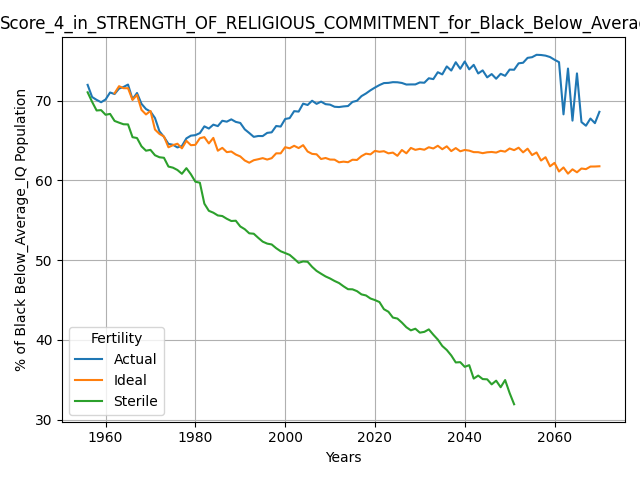 Score_4_in_STRENGTH_OF_RELIGIOUS_COMMITMENT_for_Black_Below_Avera
% of Black Below_Average_IQ Population
70
60
50
40
30
Fertility
Actual
Ideal
Sterile
1960
1980
2000
2020
2040
2060
Years